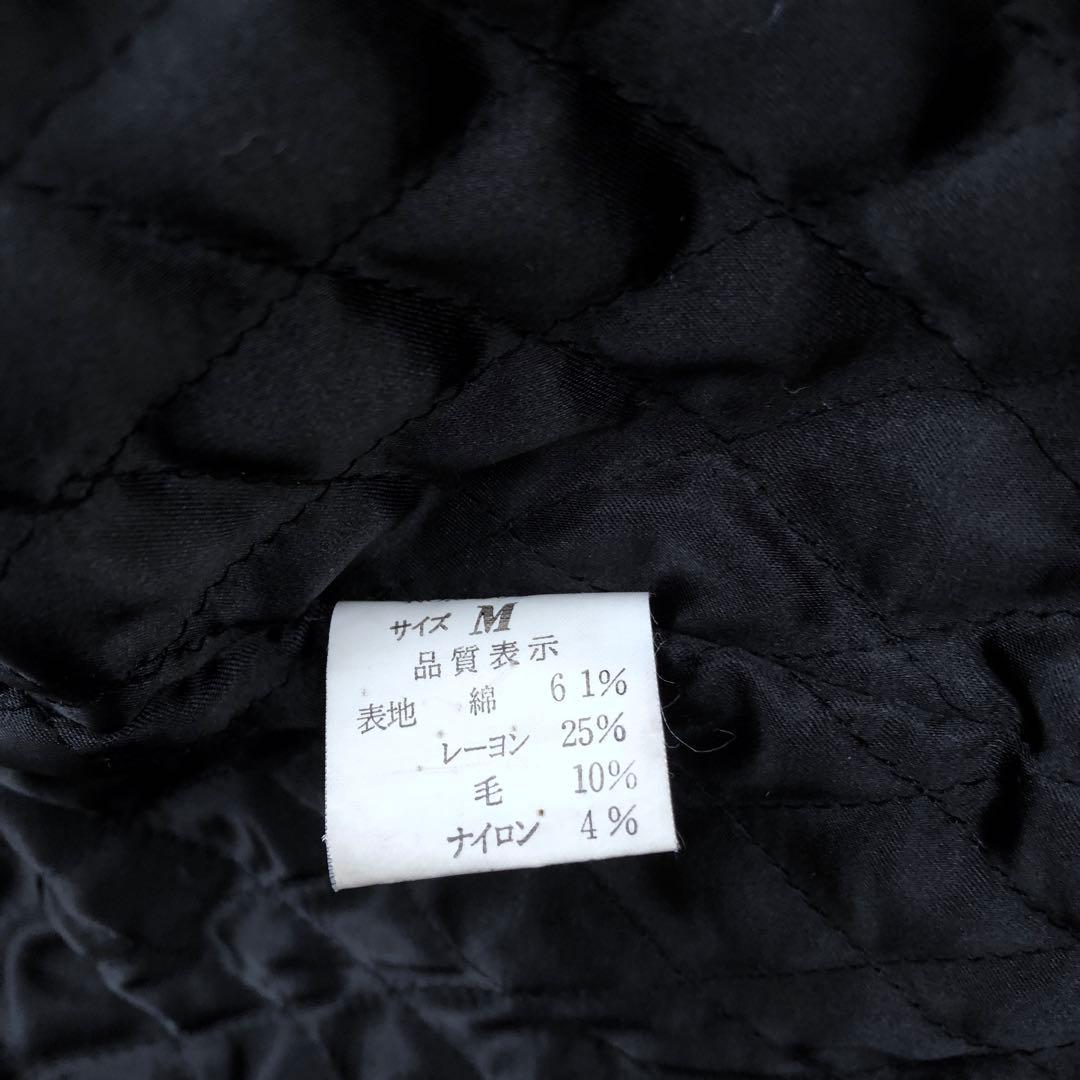 サイズ M
品質表示
表地 綿 61%
レーヨン 25%
毛 10%
ナイロン 4%